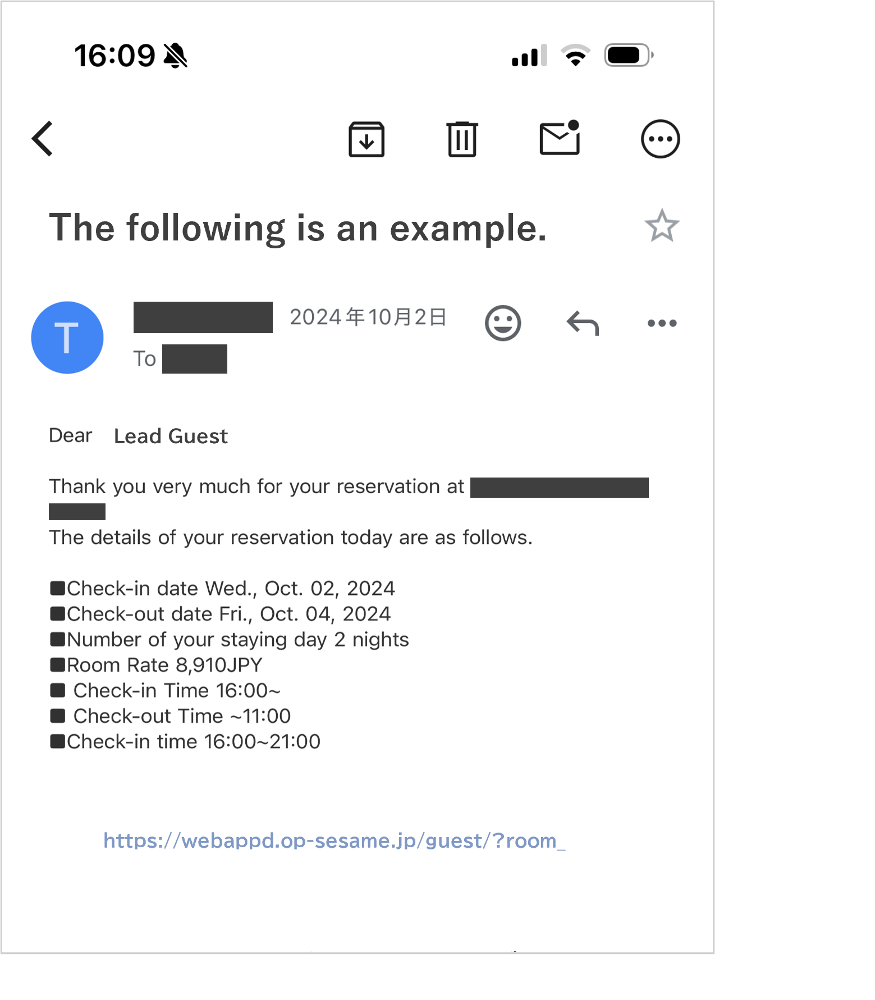 16:09
The following is an example.
T
2024年10月2日
To
Dear Lead Guest
Thank you very much for your reservation at
The details of your reservation today are as follows.
■Check-in date Wed., Oct. 02, 2024
■Check-out date Fri., Oct. 04, 2024
■Number of your staying day 2 nights
■Room Rate 8,910JPY
■ Check-in Time 16:00~
■ Check-out Time ~11:00
■Check-in time 16:00~21:00
https://webappd.op-sesame.jp/guest/?room_